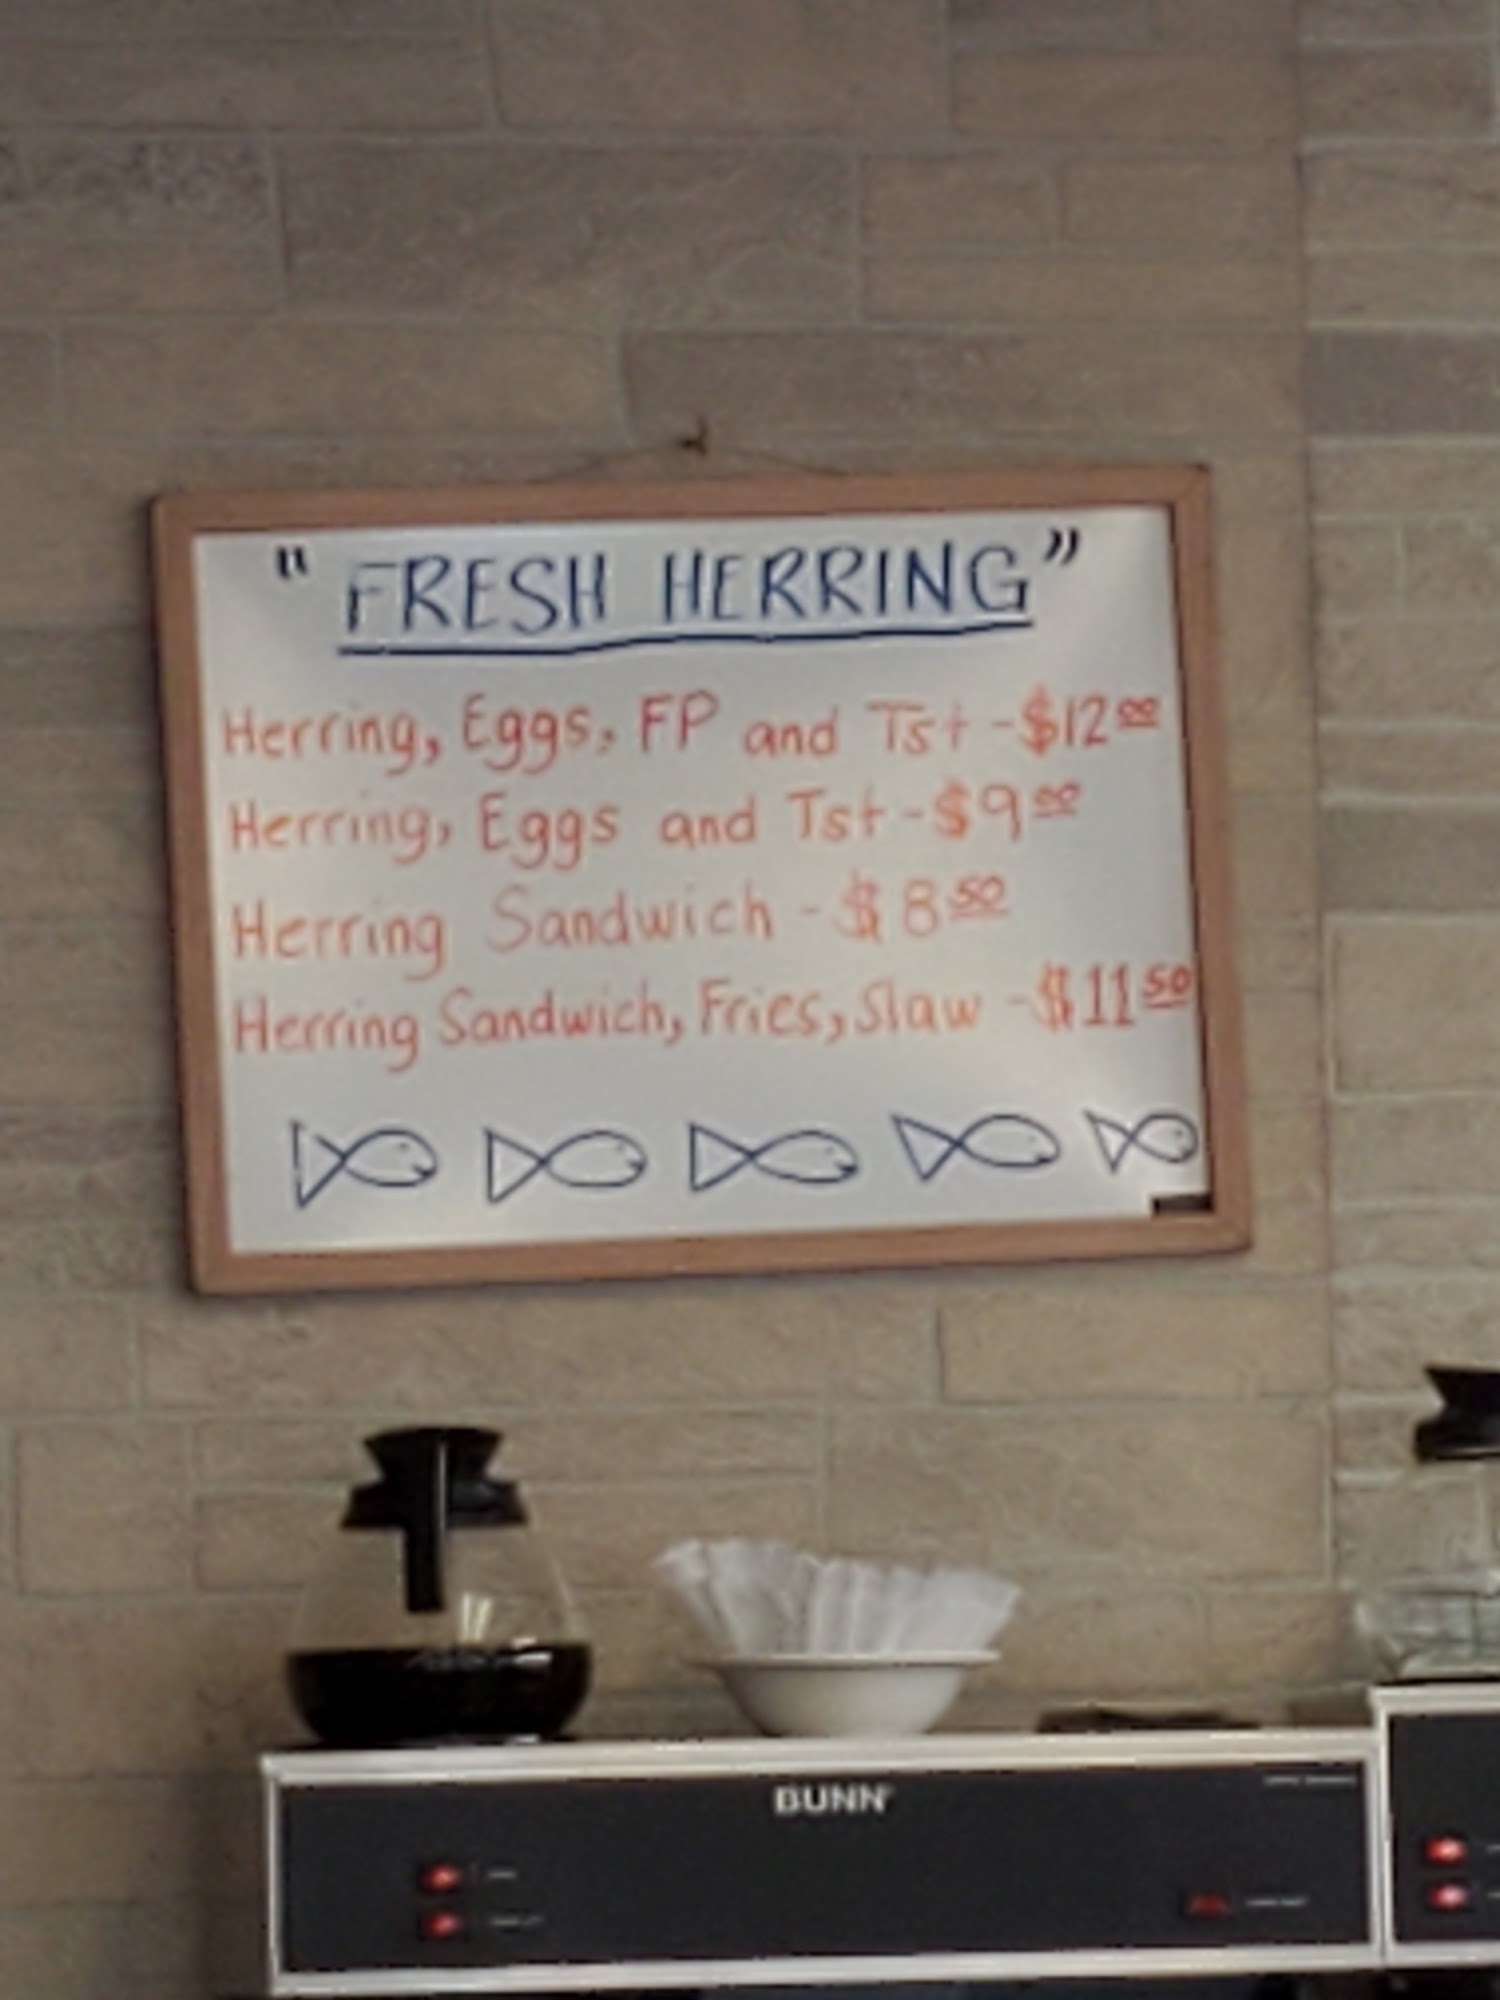 "FRESH HERRING"
Herring, Eggs, FP and Tst - $12 00
Herring, Eggs and Tst - $9 00
Herring Sandwich - $8 50
Herring Sandwich, Fries, Slaw - $11 50
BUNN